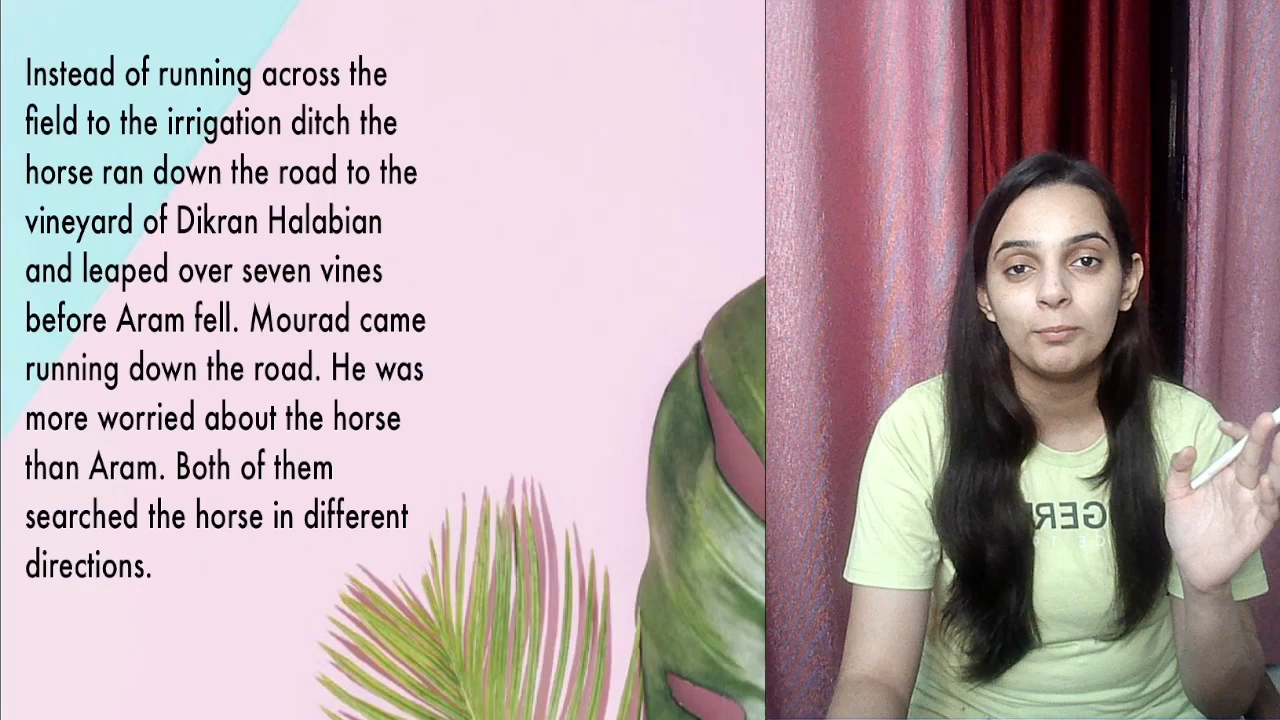 Instead of running across the
field to the irrigation ditch the
horse ran down the road to the
vineyard of Dikran Halabian
and leaped over seven vines
before Aram fell. Mourad came
running down the road. He was
more worried about the horse
than Aram. Both of them
searched the horse in different
directions.